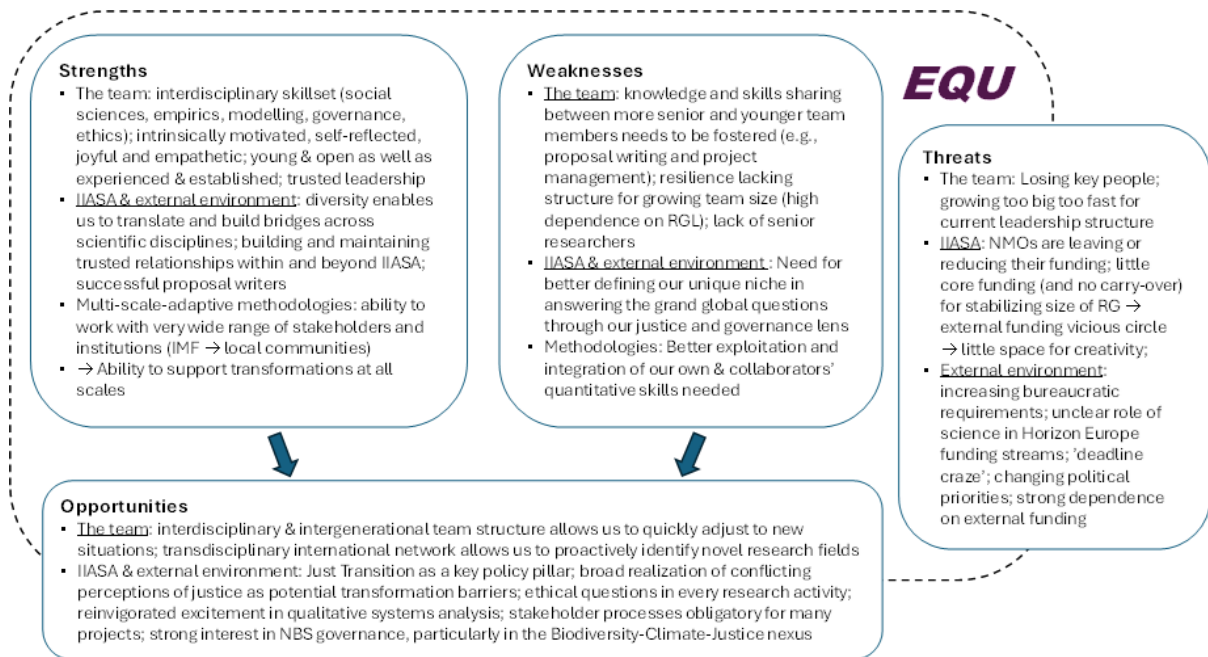 Strengths
▪ The team: interdisciplinary skillset (social
sciences, empirics, modelling, governance,
ethics); intrinsically motivated, self-reflected,
joyful and empathetic; young & open as well as
experienced & established; trusted leadership
▪ IIASA & external environment: diversity enables
us to translate and build bridges across
scientific disciplines; building and maintaining
trusted relationships within and beyond IIASA;
successful proposal writers
▪ Multi-scale-adaptive methodologies: ability to
work with very wide range of stakeholders and
institutions (IMF → local communities)
▪ → Ability to support transformations at all
scales
Weaknesses
▪ The team: knowledge and skills sharing
between more senior and younger team
members needs to be fostered (e.g.,
proposal writing and project
management); resilience lacking
structure for growing team size (high
dependence on RGL); lack of senior
researchers
▪ IIASA & external environment : Need for
better defining our unique niche in
answering the grand global questions
through our justice and governance lens
▪ Methodologies: Better exploitation and
integration of our own & collaborators'
quantitative skills needed
EQU
Threats
▪ The team: Losing key people;
growing too big too fast for
current leadership structure
▪ IIASA: NMOs are leaving or
reducing their funding; little
core funding (and no carry-over)
for stabilizing size of RG →
external funding vicious circle
→ little space for creativity;
▪ External environment:
increasing bureaucratic
requirements; unclear role of
science in Horizon Europe
funding streams; 'deadline
craze'; changing political
priorities; strong dependence
on external funding
Opportunities
▪ The team: interdisciplinary & intergenerational team structure allows us to quickly adjust to new
situations; transdisciplinary international network allows us to proactively identify novel research fields
▪ IIASA & external environment: Just Transition as a key policy pillar; broad realization of conflicting
perceptions of justice as potential transformation barriers; ethical questions in every research activity;
reinvigorated excitement in qualitative systems analysis; stakeholder processes obligatory for many
projects; strong interest in NBS governance, particularly in the Biodiversity-Climate-Justice nexus